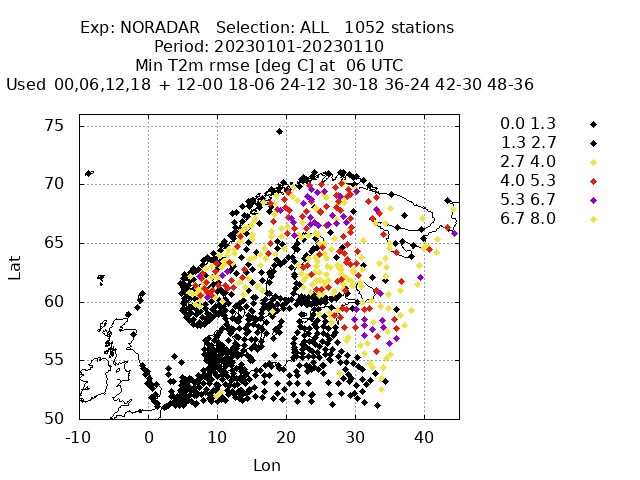 Exp: NORADAR   Selection: ALL   1052 stations
Period: 20230101-20230110
Min T2m rmse [deg C] at  06 UTC
Used  00,06,12,18  + 12-00 18-06 24-12 30-18 36-24 42-30 48-36
0.0 1.3
1.3 2.7
2.7 4.0
4.0 5.3
5.3 6.7
6.7 8.0
75
70
65
60
55
50
Lat
-10 0 10 20 30 40
Lon